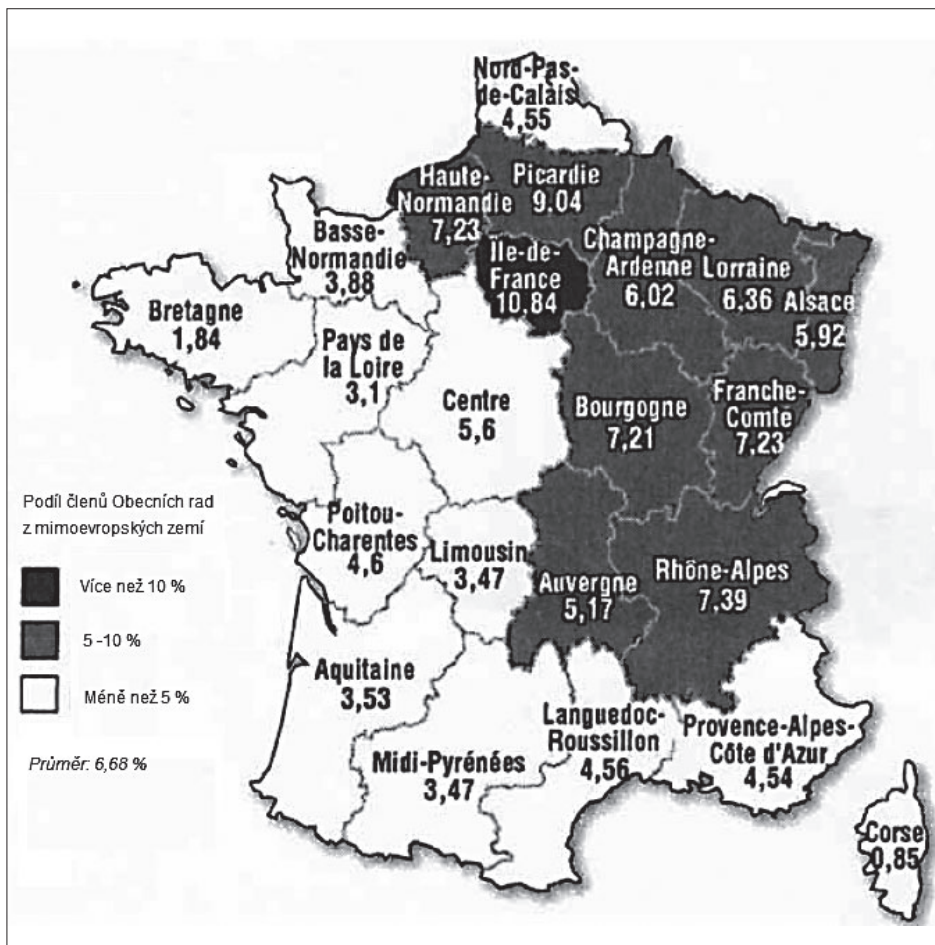 Nord-Pas-
de-Calais
4,55
Haute-
Normandie
7,23
Picardie
9,04
Basse-
Normandie
3,88
Île-de-
France
10,84
Champagne-
Ardenne
6,02
Lorraine
6,36
Alsace
5,92
Bretagne
1,84
Pays de
la Loire
3,1
Centre
5,6
Bourgogne
7,21
Franche-
Comté
7,23
Poitou-
Charentes
4,6
Limousin
3,47
Auvergne
5,17
Rhône-Alpes
7,39
Aquitaine
3,53
Midi-Pyrénées
3,47
Languedoc-
Roussillon
4,56
Provence-Alpes-
Côte d'Azur
4,54
Corse
0,85
Podíl členů Obecních rad
z mimoevropských zemí
Více než 10 %
5 -10 %
Méně než 5 %
Průměr: 6,68 %